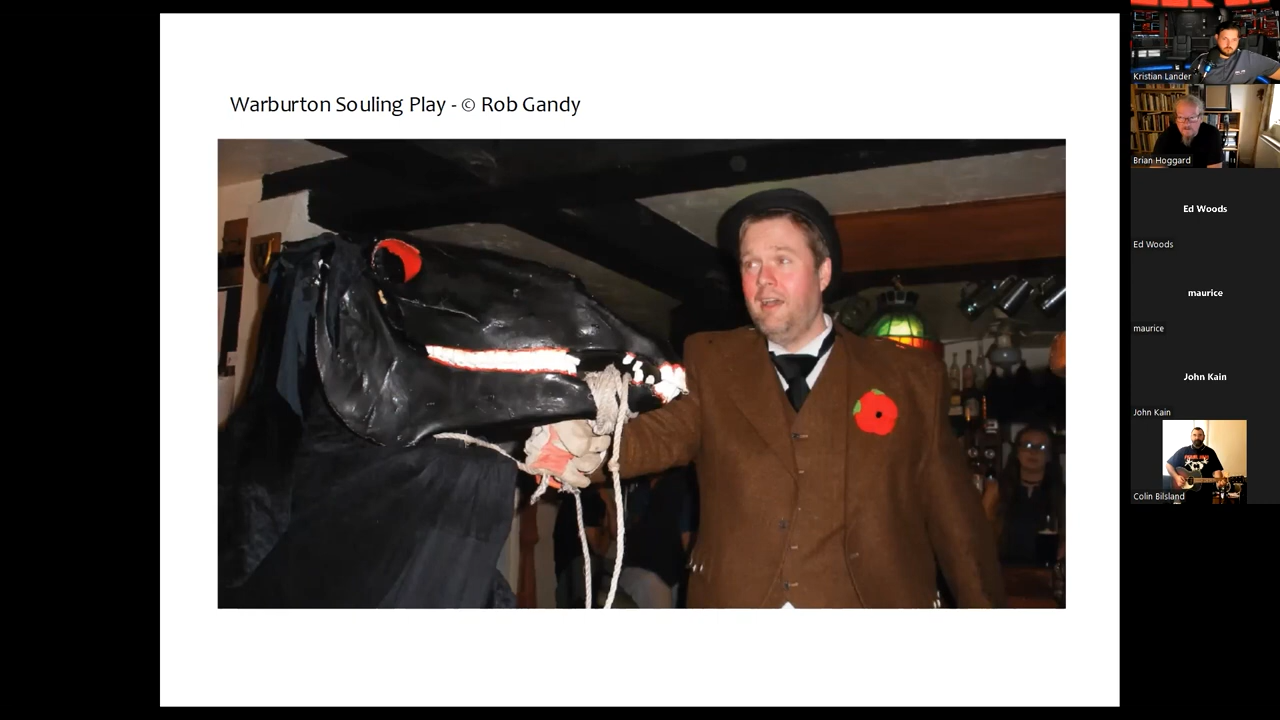 Warburton Souling Play - © Rob Gandy
Kristian Lander
Brian Hoggard
Ed Woods
Ed Woods
maurice
maurice
John Kain
John Kain
Colin Bilsland